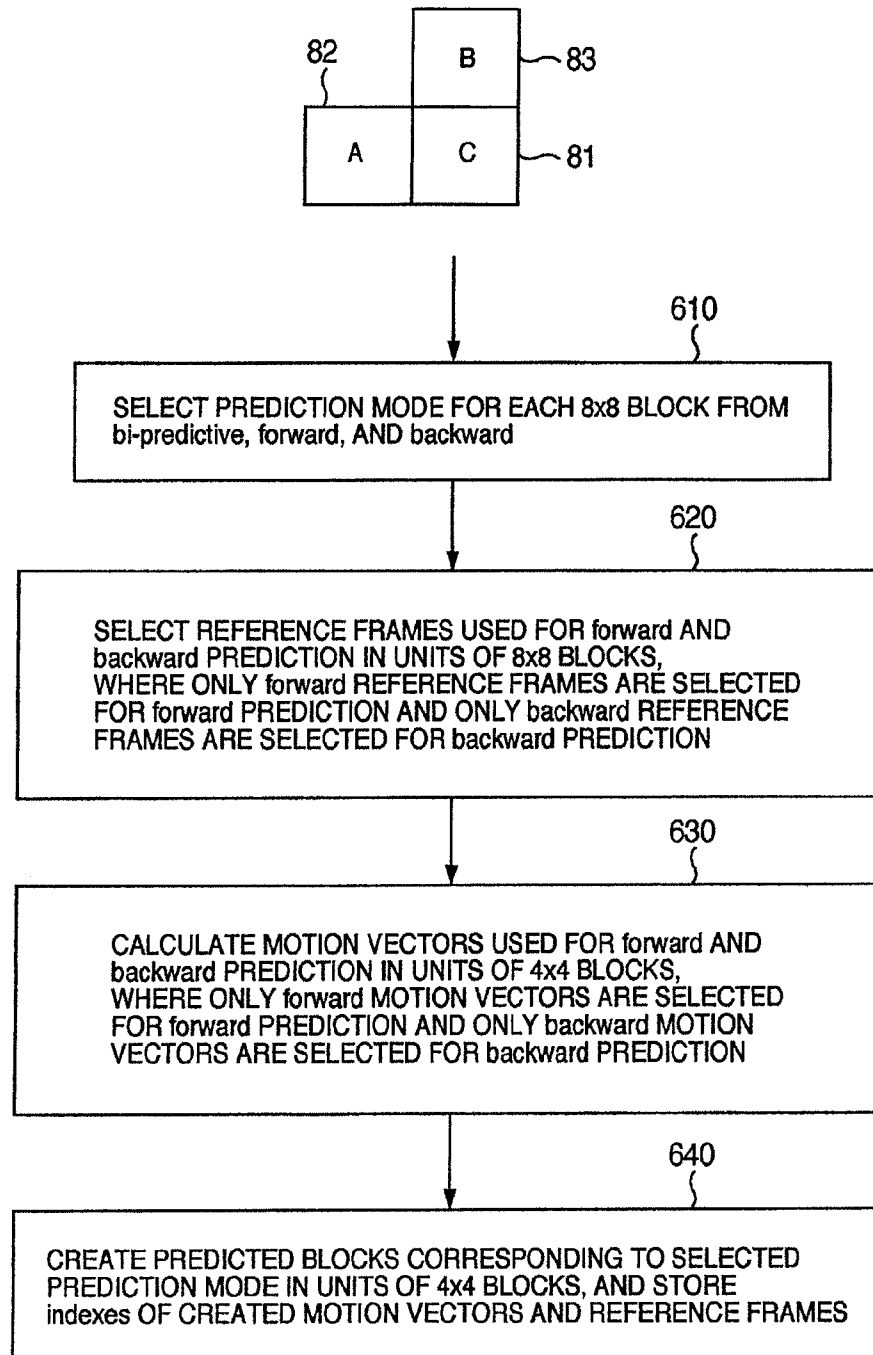 82
B
83
A
C
81
610
SELECT PREDICTION MODE FOR EACH 8x8 BLOCK FROM
bi-predictive, forward, AND backward
620
SELECT REFERENCE FRAMES USED FOR forward AND
backward PREDICTION IN UNITS OF 8x8 BLOCKS,
WHERE ONLY forward REFERENCE FRAMES ARE SELECTED
FOR forward PREDICTION AND ONLY backward REFERENCE
FRAMES ARE SELECTED FOR backward PREDICTION
630
CALCULATE MOTION VECTORS USED FOR forward AND
backward PREDICTION IN UNITS OF 4x4 BLOCKS,
WHERE ONLY forward MOTION VECTORS ARE SELECTED
FOR forward PREDICTION AND ONLY backward MOTION
VECTORS ARE SELECTED FOR backward PREDICTION
640
CREATE PREDICTED BLOCKS CORRESPONDING TO SELECTED
PREDICTION MODE IN UNITS OF 4x4 BLOCKS, AND STORE
indexes OF CREATED MOTION VECTORS AND REFERENCE FRAMES